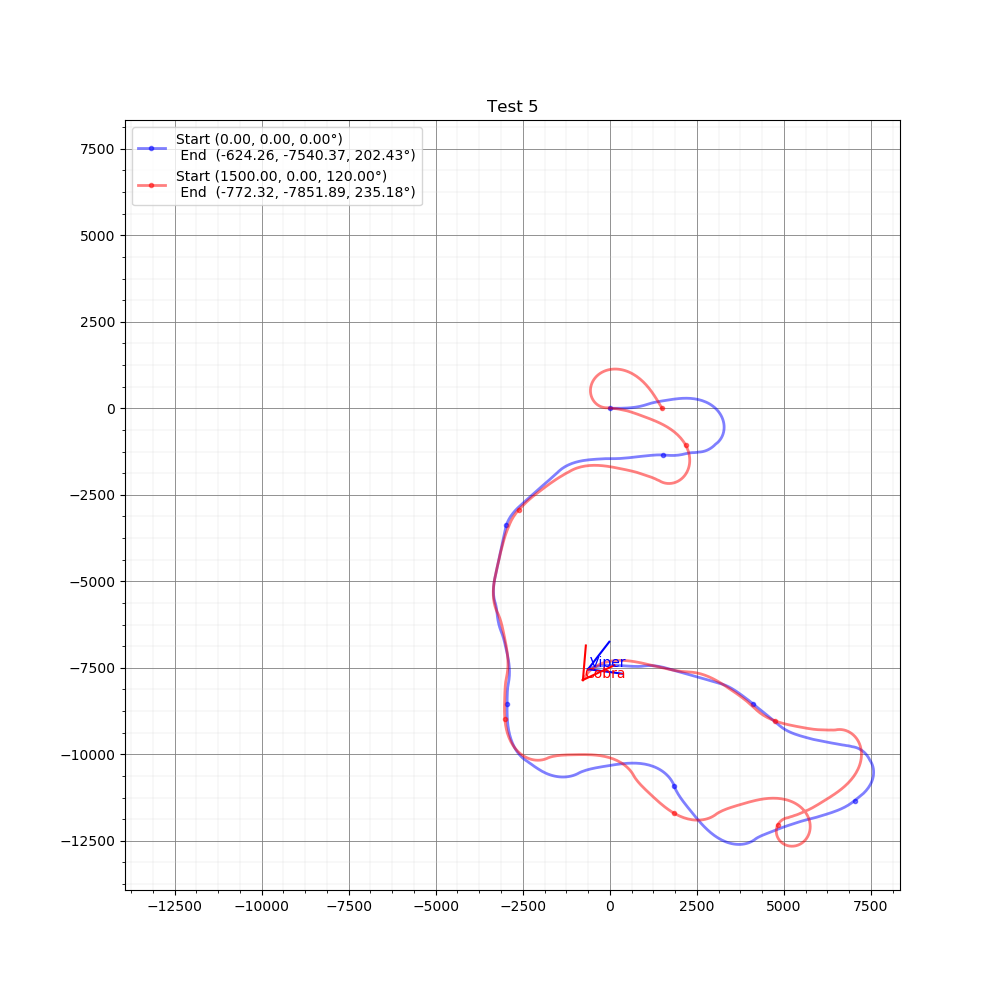 Test 5
Start (0.00, 0.00, 0.00°)
End (-624.26, -7540.37, 202.43°)
Start (1500.00, 0.00, 120.00°)
End (-772.32, -7851.89, 235.18°)
7500
5000
2500
0
−2500
−5000
−7500
−10000
−12500
Viper
Cobra
−12500 −10000 −7500 −5000 −2500 0 2500 5000 7500